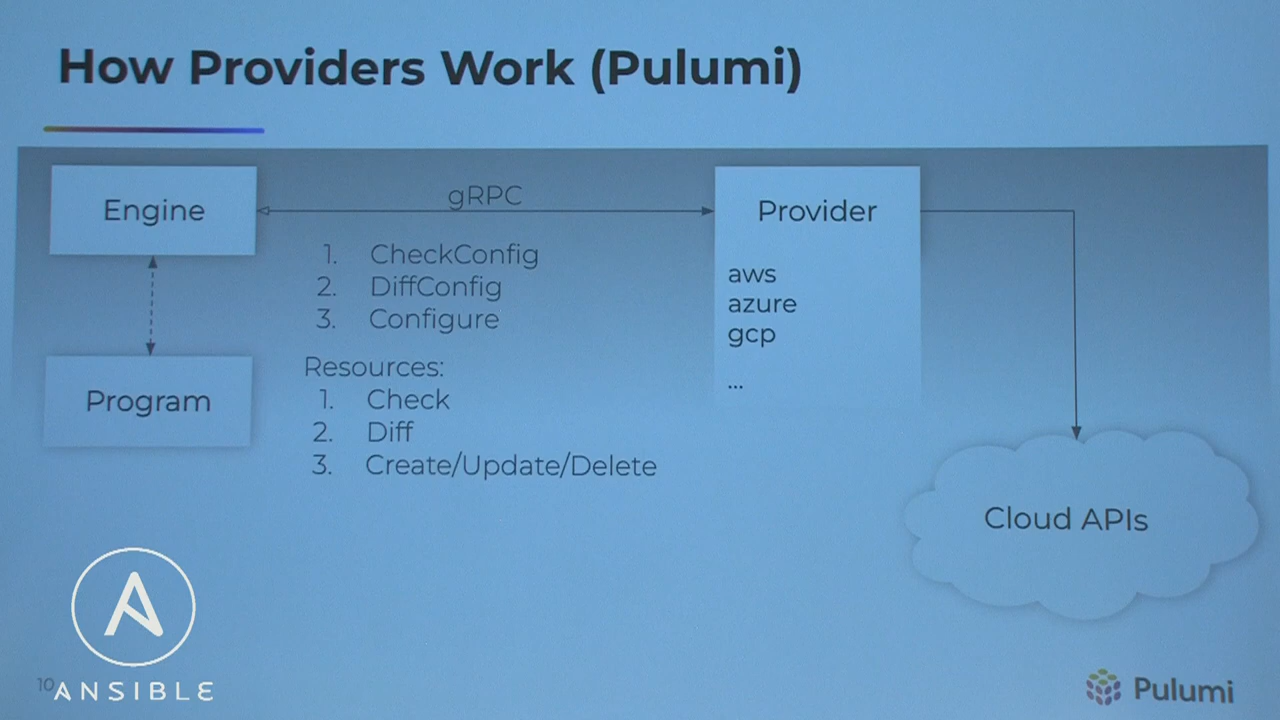 How Providers Work (Pulumi)
Engine
gRPC
Provider
1. CheckConfig
2. DiffConfig
3. Configure
aws
azure
gcp
...
Program
Resources:
1. Check
2. Diff
3. Create/Update/Delete
Cloud APIs
10
ANSIBLE
Pulumi